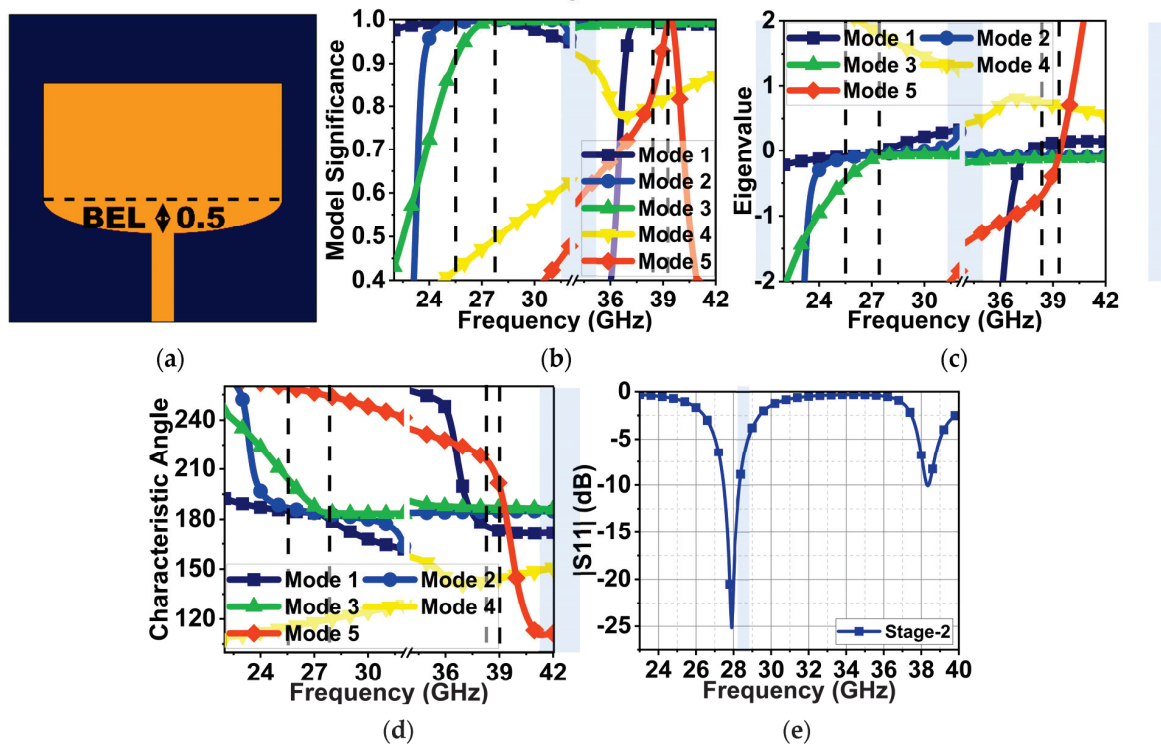 BEL 0.5
(a)
Model Significance
1.0
0.9
0.8
0.7
0.6
0.5
0.4
Mode 1
Mode 2
Mode 3
Mode 4
Mode 5
24 27 30 36 39 42
Frequency (GHz)
(b)
Eigenvalue
2
1
0
-1
-2
Mode 1 Mode 2
Mode 3 Mode 4
Mode 5
24 27 30 36 39 42
Frequency (GHz)
(c)
Characteristic Angle
240
210
180
150
120
Mode 1 Mode 2
Mode 3 Mode 4
Mode 5
24 27 30 36 39 42
Frequency (GHz)
(d)
|S11| (dB)
0
-5
-10
-15
-20
-25
Stage-2
24 26 28 30 32 34 36 38 40
Frequency (GHz)
(e)